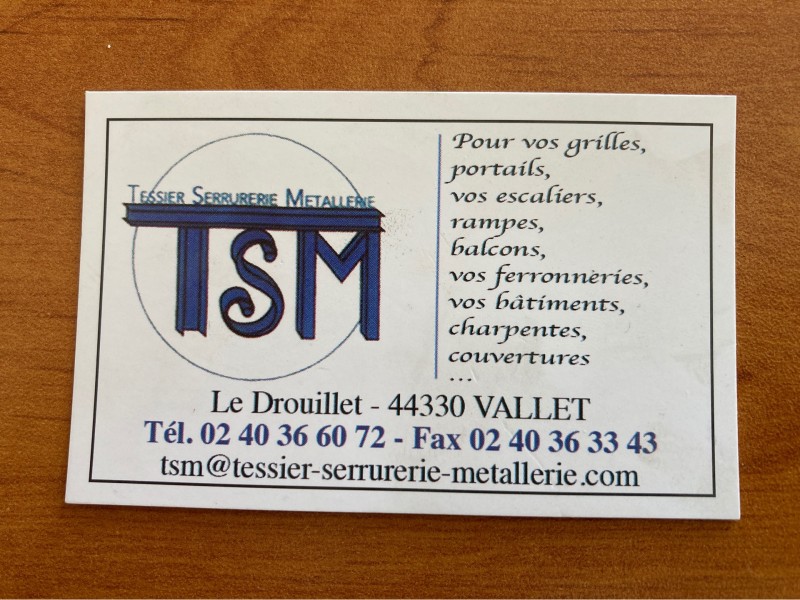 TESSIER SERRURERIE METALLERIE
TSM
Pour vos grilles,
portails,
vos escaliers,
rampes,
balcons,
vos ferronneries,
vos bâtiments,
charpentes,
couvertures
...
Le Drouillet - 44330 VALLET
Tél. 02 40 36 60 72 - Fax 02 40 36 33 43
tsm@tessier-serrurerie-metallerie.com